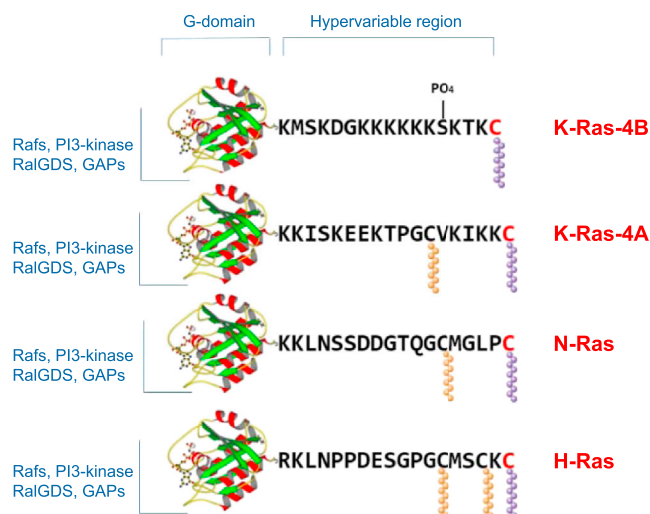 G-domain Hypervariable region
PO₄
KMSKDGKKKKKKSKTKC
Rafs, PI3-kinase
RalGDS, GAPs
K-Ras-4B
KKISKEEKTPGCVKIKKC
Rafs, PI3-kinase
RalGDS, GAPs
K-Ras-4A
KKLNSSDDGTQGCMGLPC
Rafs, PI3-kinase
RalGDS, GAPs
N-Ras
RKLNPPDESGPGCMSCKC
Rafs, PI3-kinase
RalGDS, GAPs
H-Ras